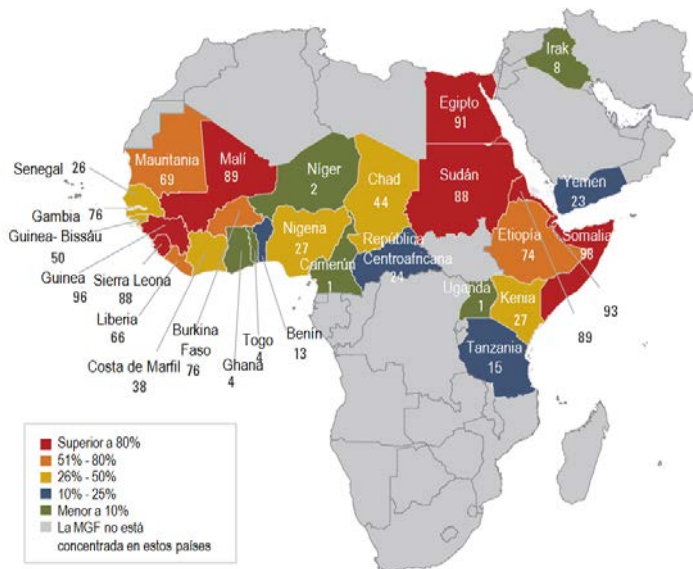 Irak
8
Egipto
91
Mauritania
69
Malí
89
Níger
2
Chad
44
Sudán
88
Yemen
23
Senegal 26
Gambia 76
Guinea- Bissáu
50
Guinea
96
Sierra Leona
88
Liberia
66
Costa de Marfil
38
Burkina
Faso
76
Ghana
4
Togo
4
Benín
13
Nigeria
27
Camerún
1
República
Centroafricana
24
Etiopía
74
Somalia
98
93
89
Uganda
1
Kenia
27
Tanzania
15
Superior a 80%
51% - 80%
26% - 50%
10% - 25%
Menor a 10%
La MGF no está
concentrada en estos países